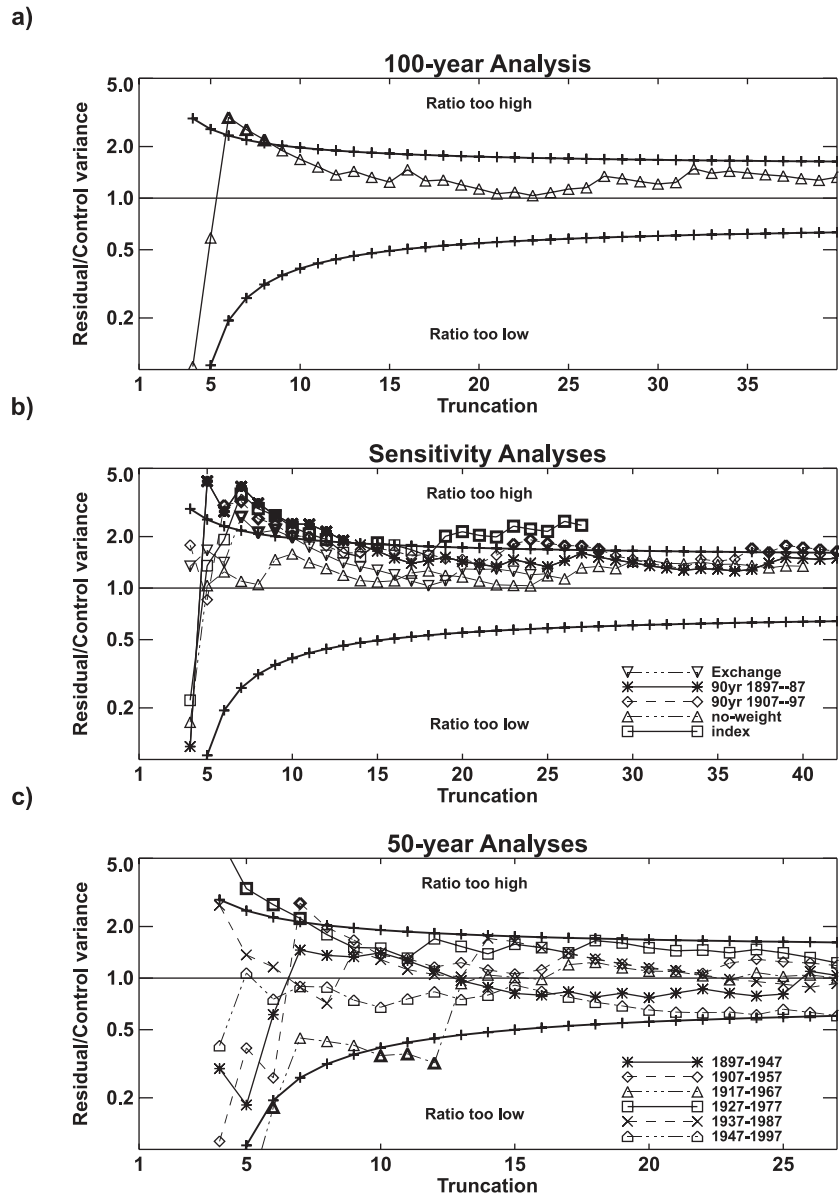 a)
100-year Analysis
Residual/Control variance
5.0
2.0
1.0
0.5
0.2
Ratio too high
Ratio too low
1 5 10 15 20 25 30 35
Truncation
b)
Sensitivity Analyses
Residual/Control variance
5.0
2.0
1.0
0.5
0.2
Ratio too high
Ratio too low
Exchange
90yr 1897--87
90yr 1907--97
no-weight
index
1 5 10 15 20 25 30 35 40
Truncation
c)
50-year Analyses
Residual/Control variance
5.0
2.0
1.0
0.5
0.2
Ratio too high
Ratio too low
1897-1947
1907-1957
1917-1967
1927-1977
1937-1987
1947-1997
1 5 10 15 20 25
Truncation